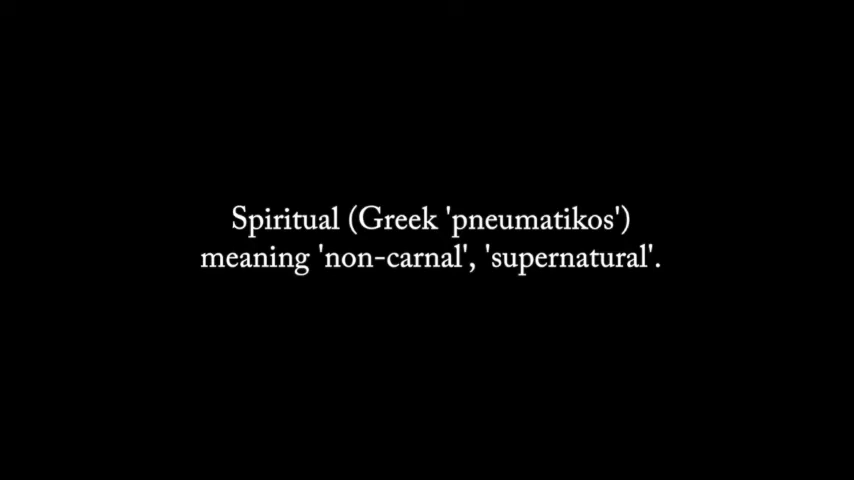 Spiritual (Greek 'pneumatikos')
meaning 'non-carnal', 'supernatural'.